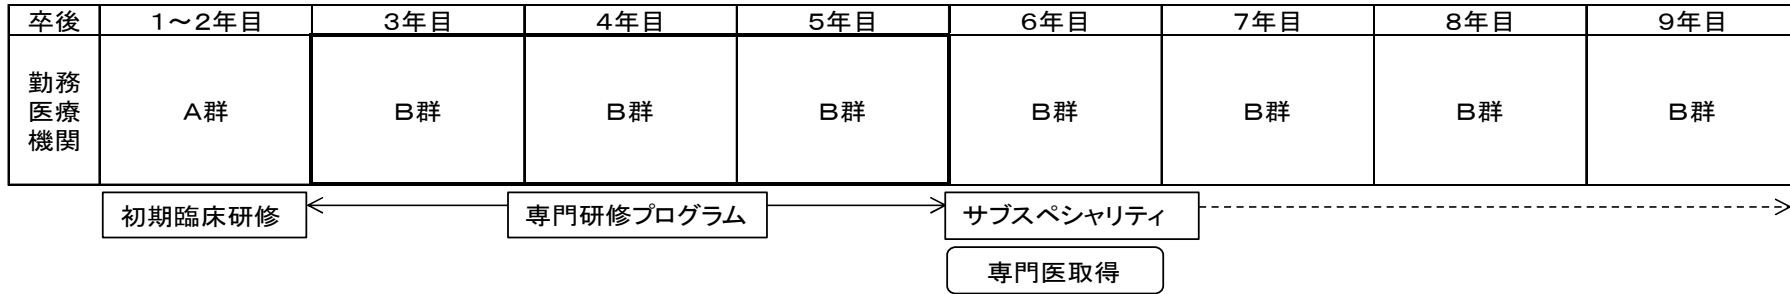 卒後 1～2年目 3年目 4年目 5年目 6年目 7年目 8年目 9年目
勤務
医療
機関
A群 B群 B群 B群 B群 B群 B群 B群
初期臨床研修 専門研修プログラム サブスペシャリティ
専門医取得